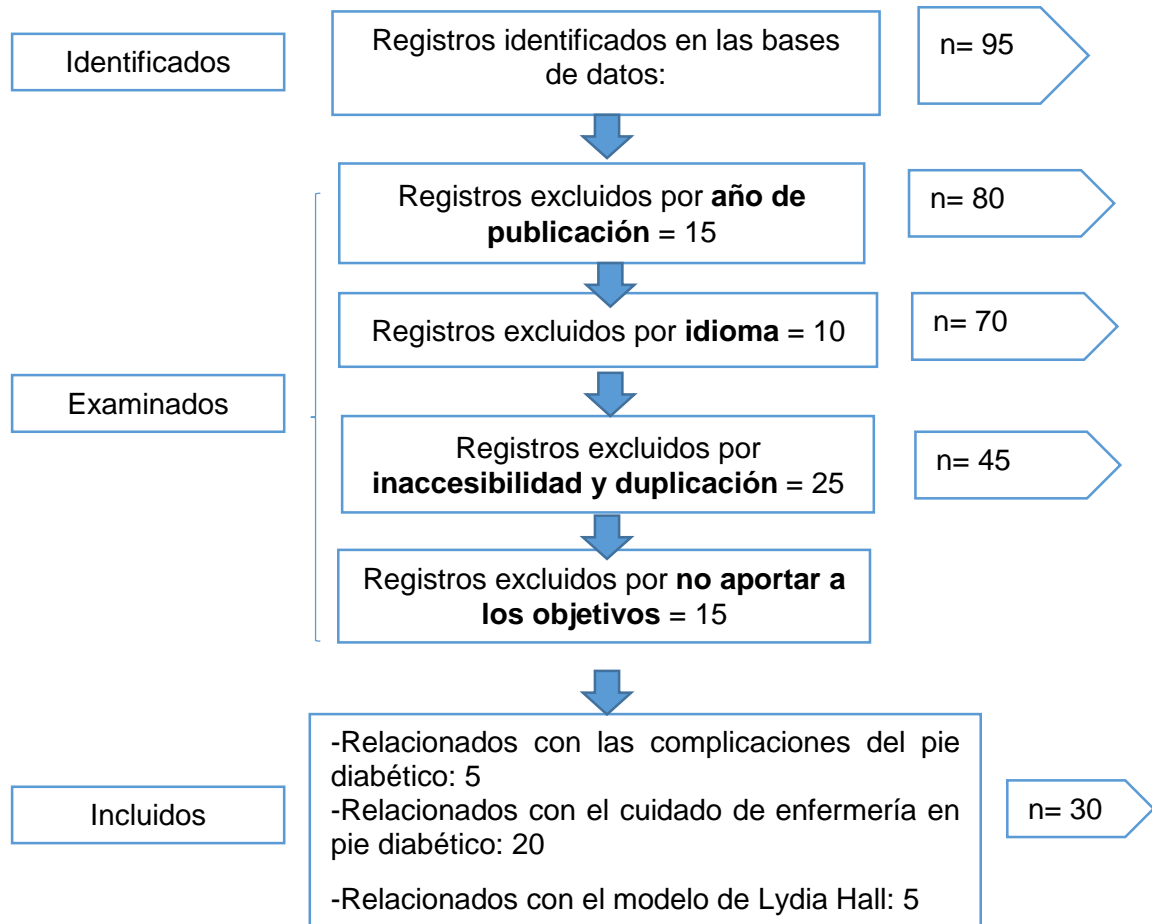 Identificados
Registros identificados en las bases
de datos:
n= 95
Registros excluidos por año de
publicación = 15
n= 80
Registros excluidos por idioma = 10
n= 70
Examinados
Registros excluidos por
inaccesibilidad y duplicación = 25
n= 45
Registros excluidos por no aportar a
los objetivos = 15
Incluidos
-Relacionados con las complicaciones del pie
diabético: 5
-Relacionados con el cuidado de enfermería en
pie diabético: 20
-Relacionados con el modelo de Lydia Hall: 5
n= 30